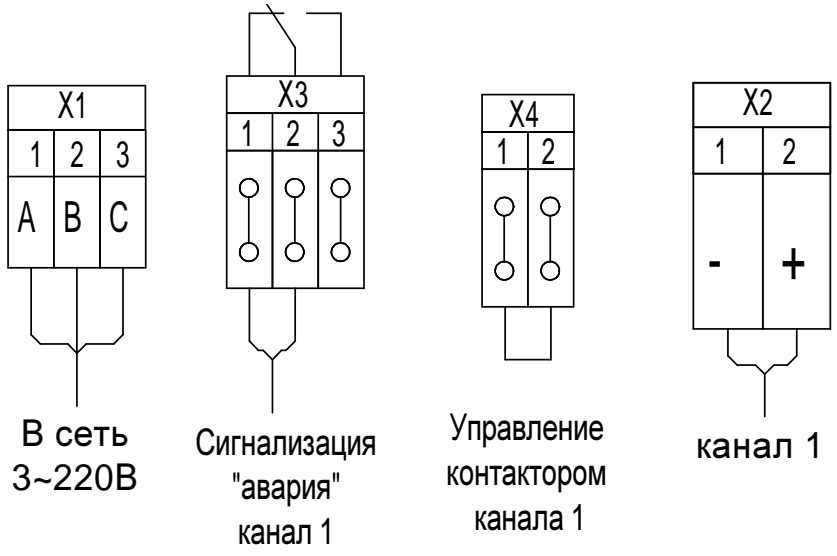 X1
1 2 3
A B C
В сеть
3~220В
X3
1 2 3
Сигнализация
"авария"
канал 1
X4
1 2
Управление
контактором
канала 1
X2
1 2
- +
канал 1